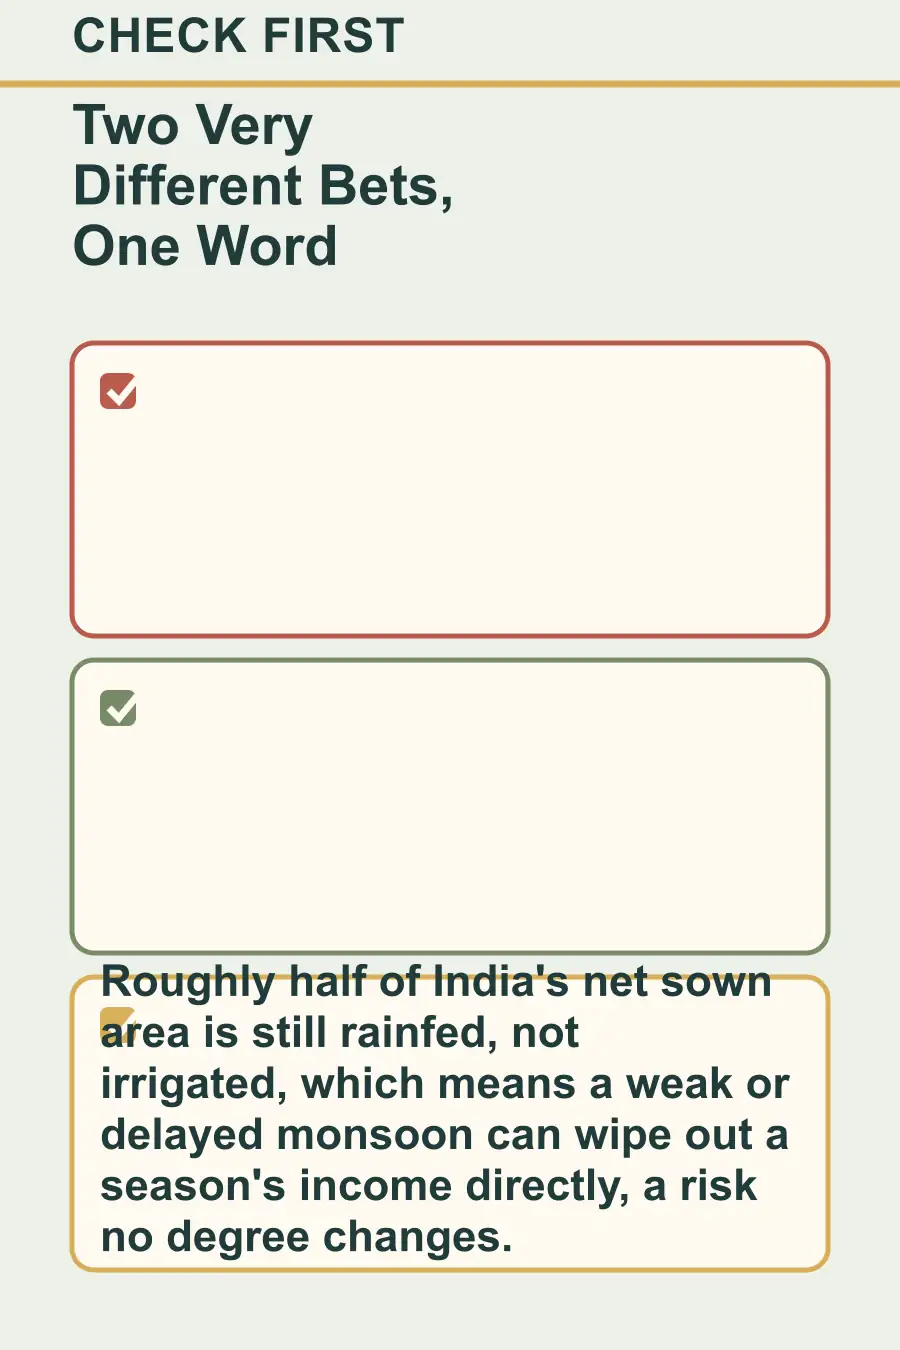 CHECK FIRST
Two Very
Different Bets,
One Word
Roughly half of India's net sown
area is still rainfed, not
irrigated, which means a weak or
delayed monsoon can wipe out a
season's income directly, a risk
no degree changes.